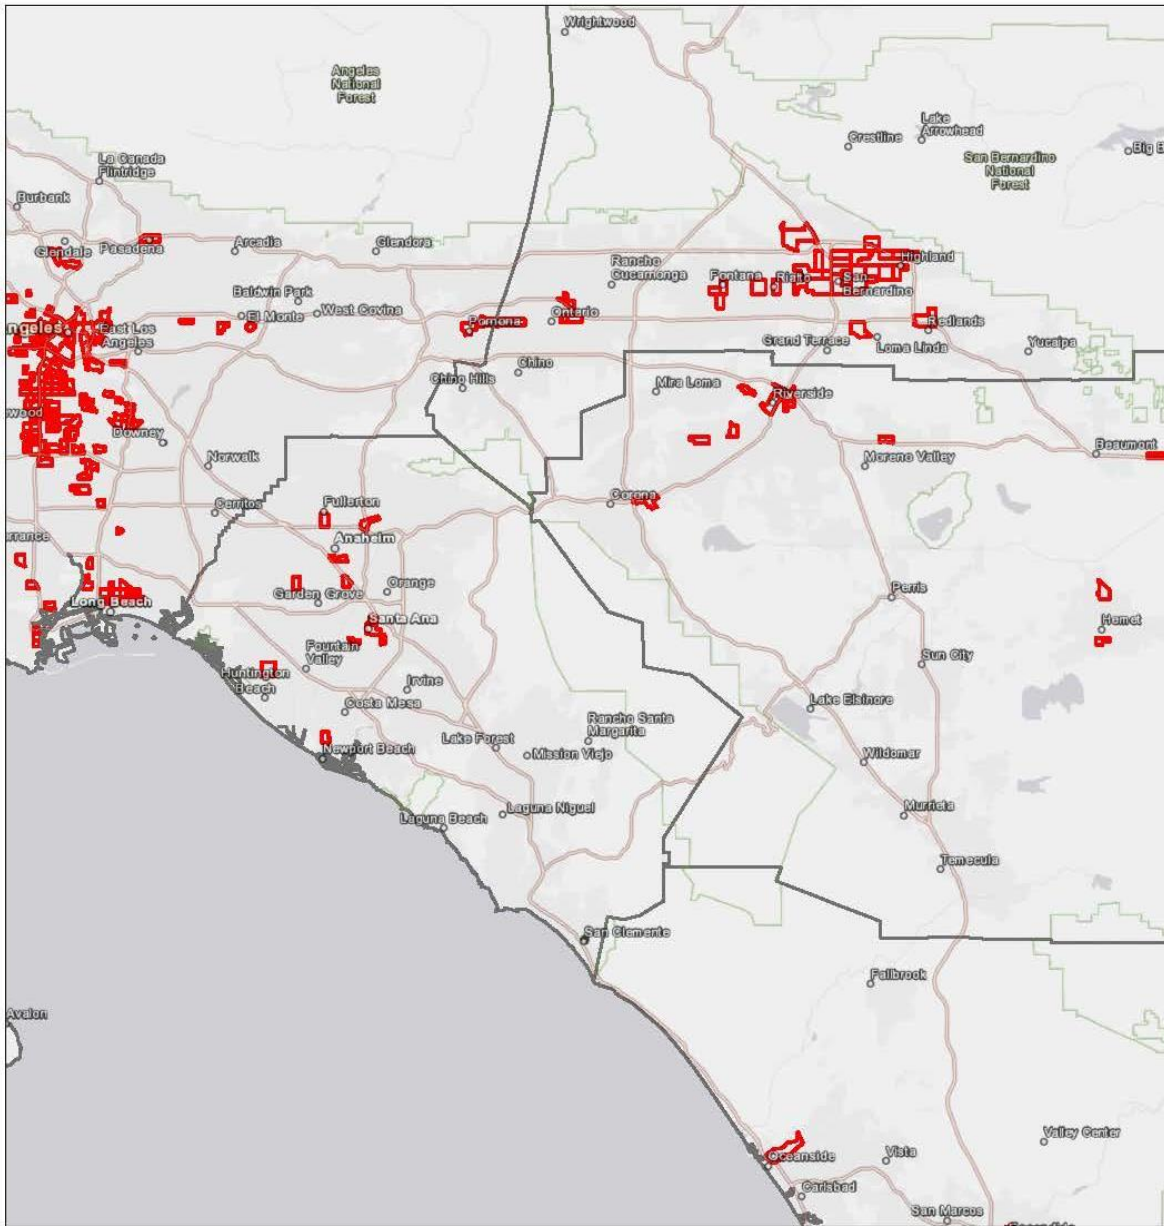 Wrightwood
Angeles
National
Forest
Lake
Arrowhead
Crestline
San Bernardino
National
Forest
La Canada
Flintridge
Burbank
Glendale
Pasadena
Arcadia
Glendora
Highland
Rancho
Cucamonga
Fontana
Rialto
San
Bernardino
Baldwin Park
El Monte
West Covina
Pomona
Ontario
Redlands
East Los
Angeles
Grand Terrace
Loma Linda
Yucaipa
Chino
Chino Hills
Mira Loma
Riverside
Downey
Beaumont
Norwalk
Moreno Valley
Cerritos
Fullerton
Corona
Anaheim
Orange
Garden Grove
Perris
Long Beach
Santa Ana
Hemet
Fountain
Valley
Huntington
Beach
Irvine
Sun City
Costa Mesa
Lake Elsinore
Rancho Santa
Margarita
Lake Forest
Newport Beach
Mission Viejo
Wildomar
Laguna Niguel
Laguna Beach
Murrieta
Temecula
San Clemente
Fallbrook
Avalon
Valley Center
Oceanside
Vista
Carlsbad
San Marcos